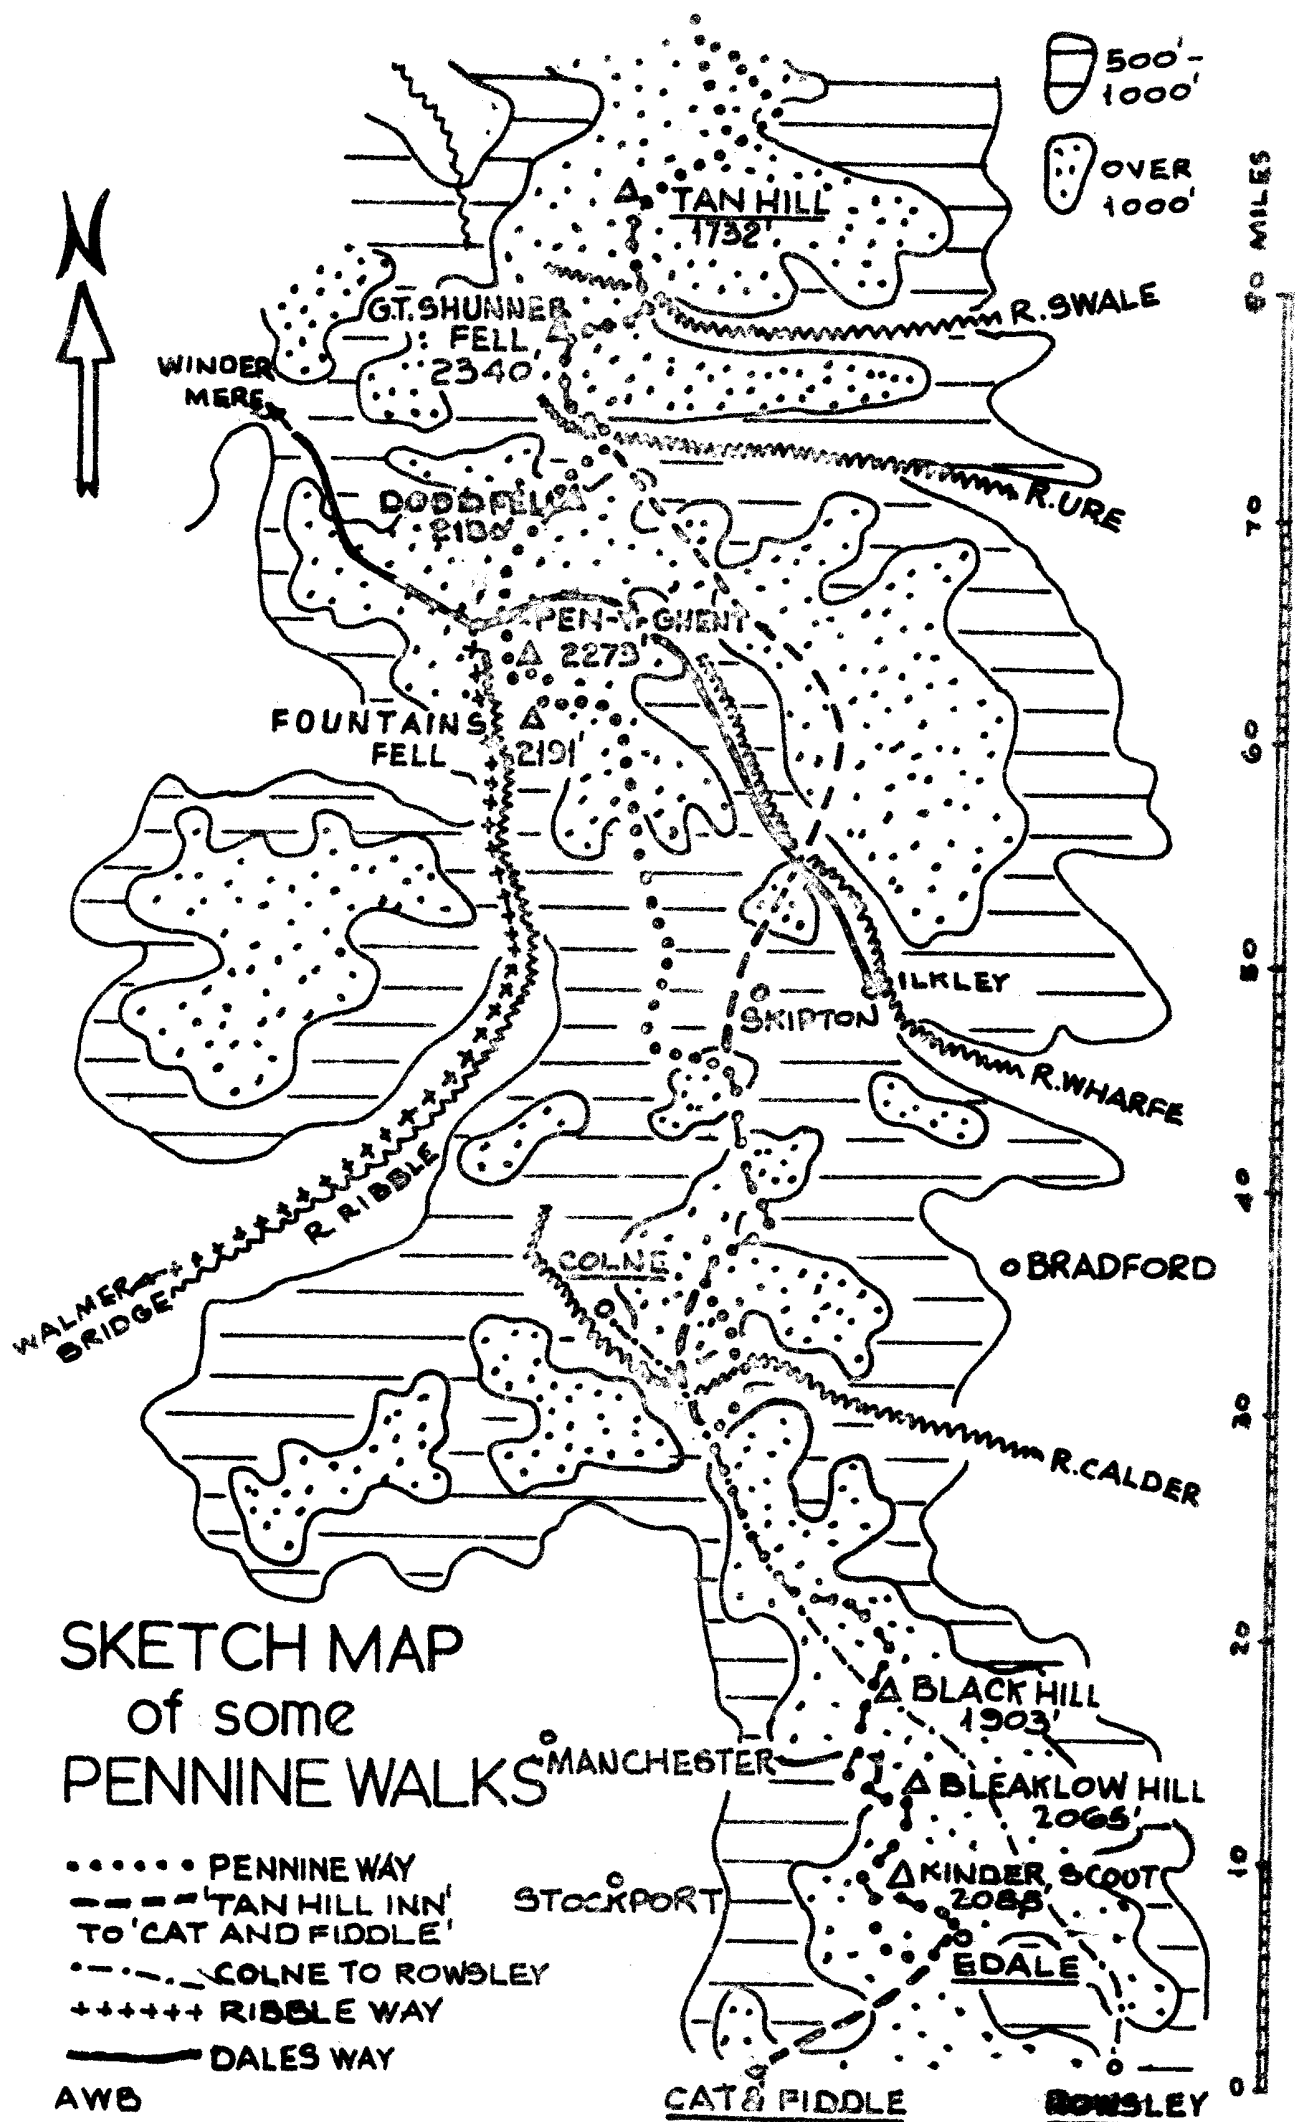 500'-
1000'
OVER
1000'
N
TAN HILL
1732'
R. SWALE
GT. SHUNNER
FELL
2340'
WINDER
MERE
R. URE
DODD FELL
PEN-Y-GHENT
2273'
FOUNTAINS
FELL
2191'
ILKLEY
SKIPTON
R. WHARFE
R. RIBBLE
WALMER
BRIDGE
COLNE
BRADFORD
R. CALDER
BLACK HILL
1903'
MANCHESTER
BLEAKLOW HILL
2065'
KINDER SCOUT
2088'
STOCKPORT
EDALE
CAT & FIDDLE
ROWSLEY
80 MILES
70
60
50
40
30
20
10
0
SKETCH MAP
of some
PENNINE WALKS
PENNINE WAY
'TAN HILL INN'
TO 'CAT AND FIDDLE'
COLNE TO ROWSLEY
RIBBLE WAY
DALES WAY
AWB